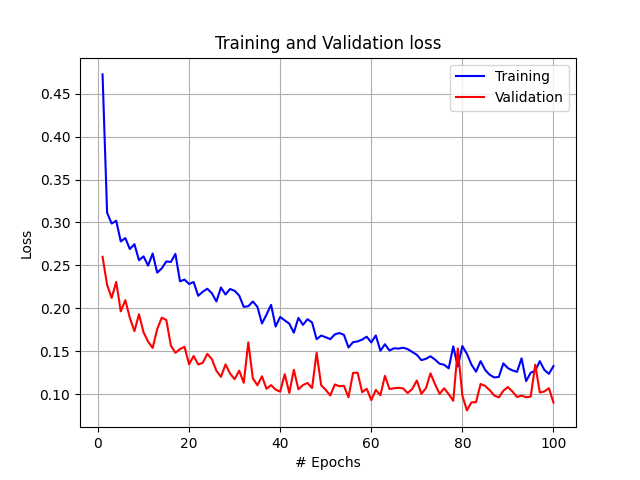 Training and Validation loss
Training
Validation
Loss
0.45
0.40
0.35
0.30
0.25
0.20
0.15
0.10
0 20 40 60 80 100
# Epochs